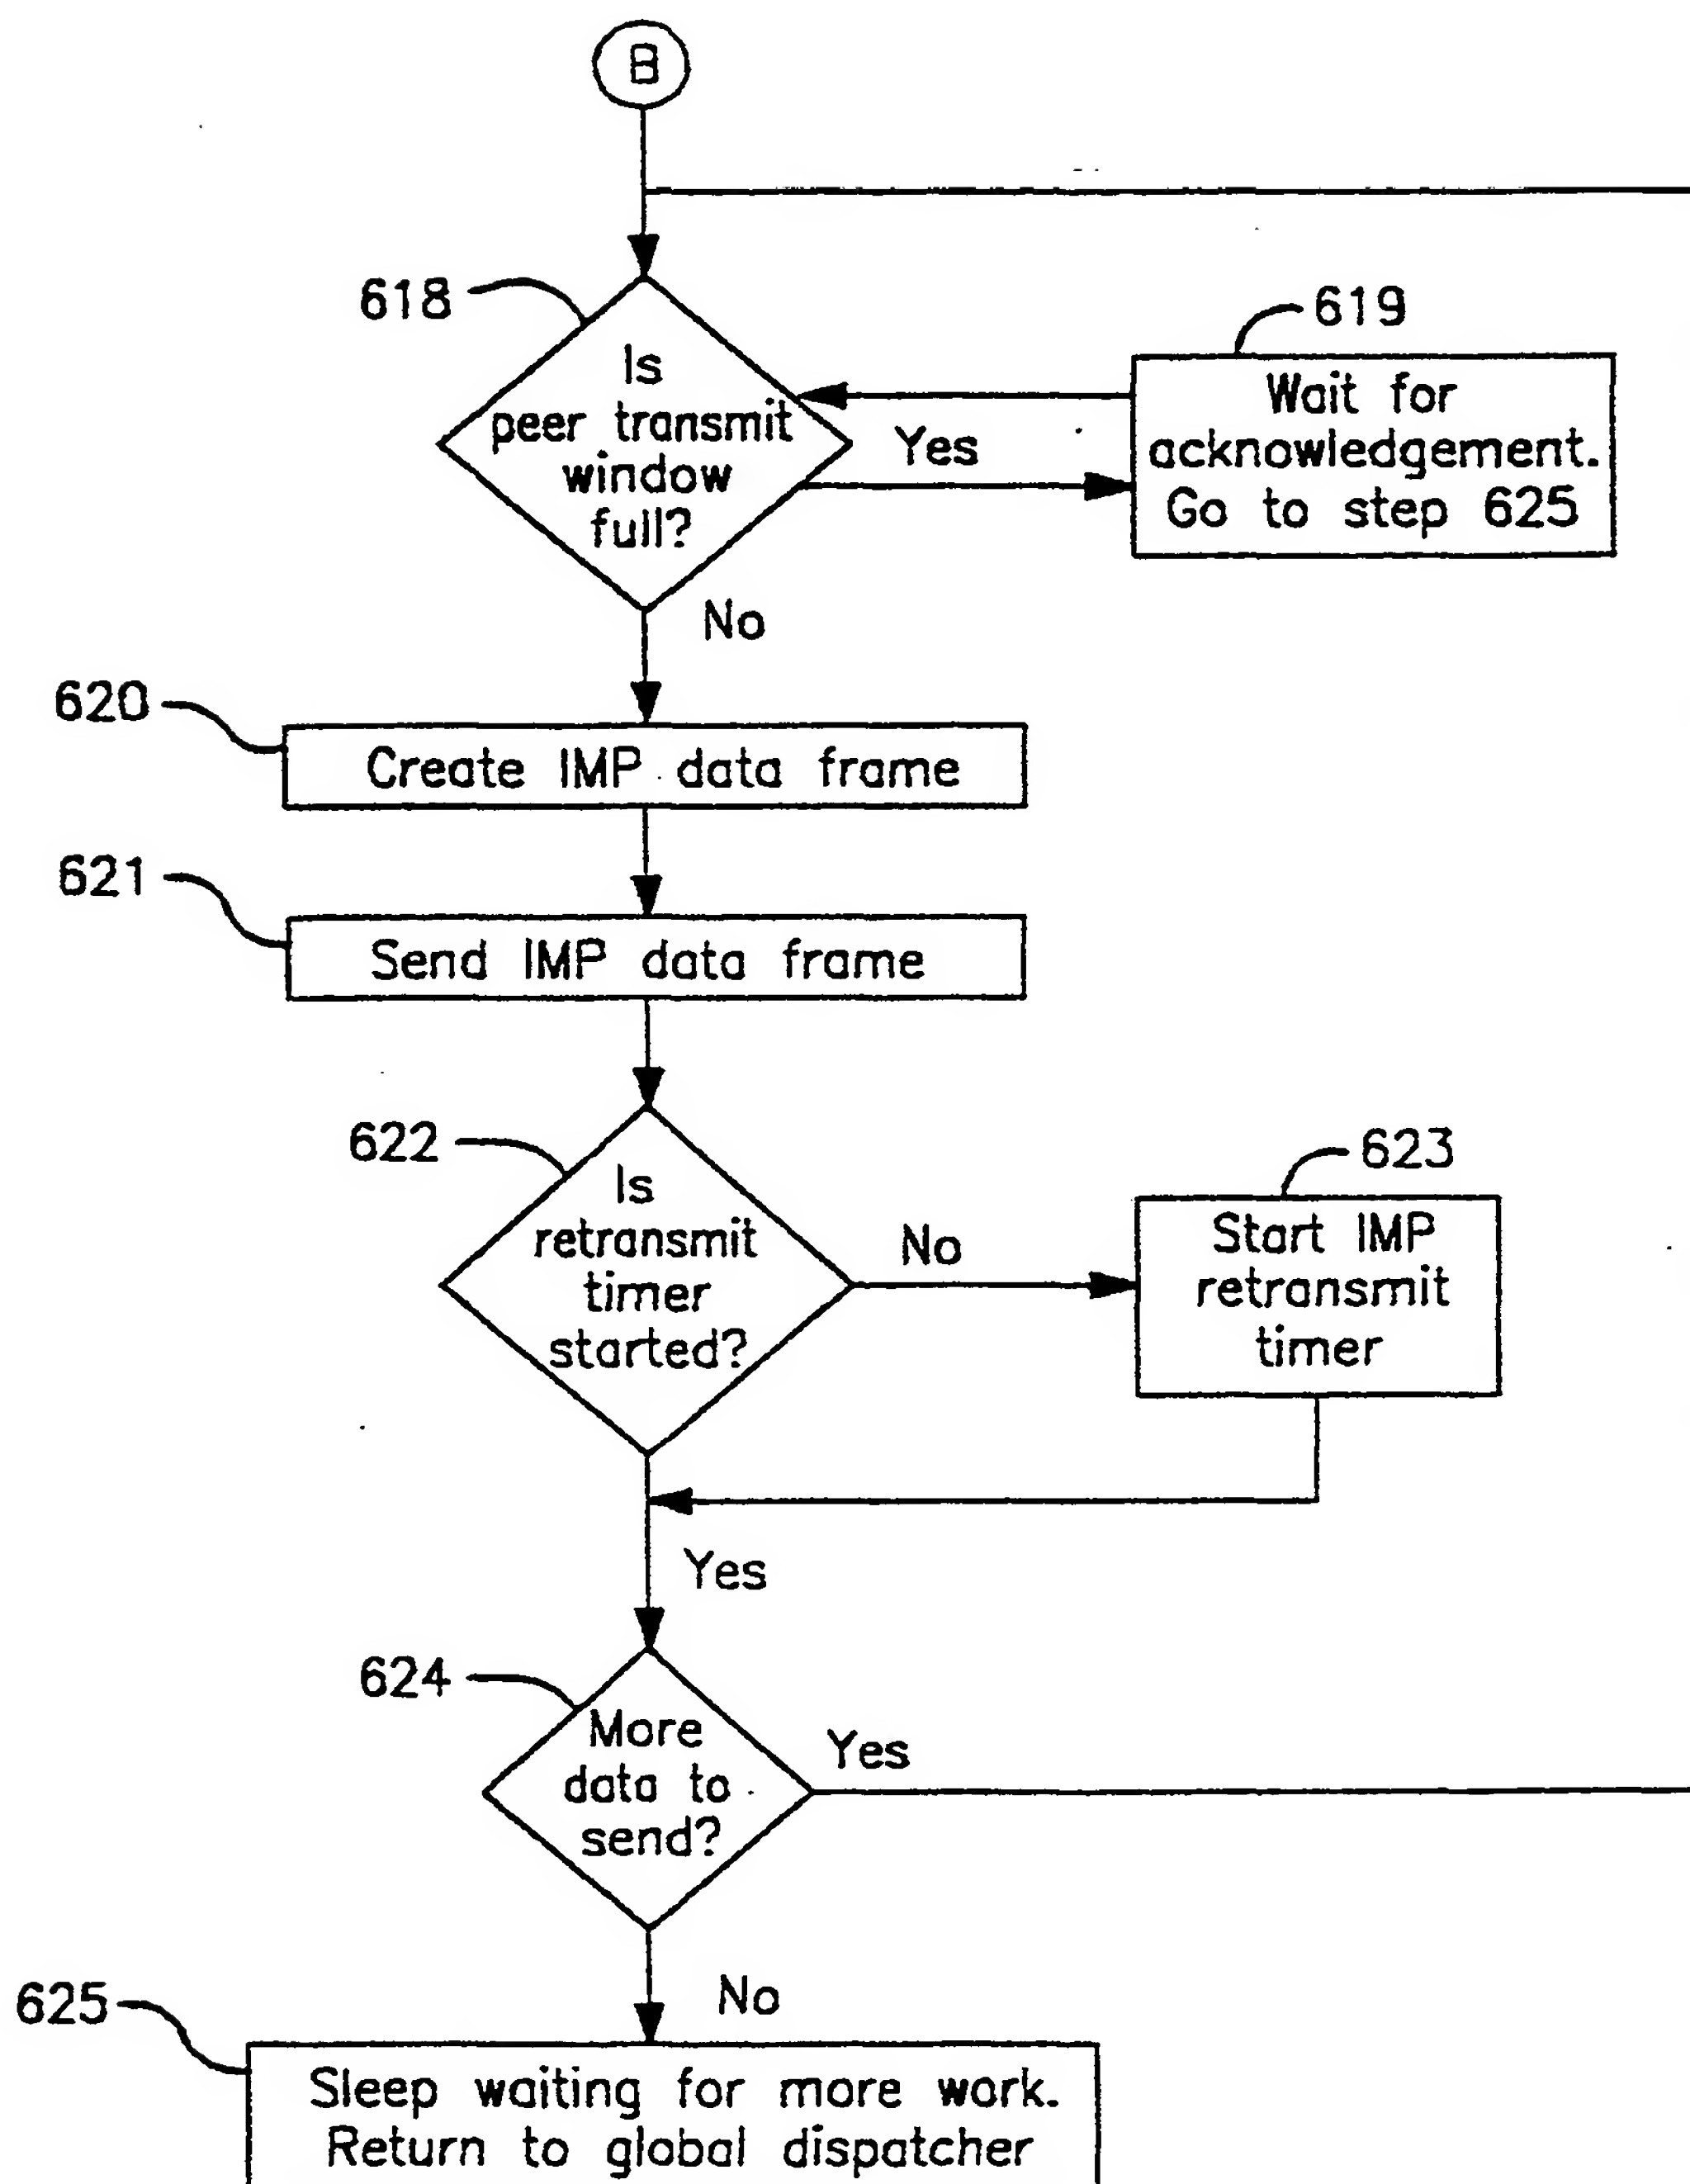 B
618
Is
peer transmit
window
full?
Yes
No
619
Wait for
acknowledgement.
Go to step 625
620
Create IMP data frame
621
Send IMP data frame
622
Is
retransmit
timer
started?
No
623
Start IMP
retransmit
timer
Yes
624
More
data to
send?
Yes
No
625
Sleep waiting for more work.
Return to global dispatcher